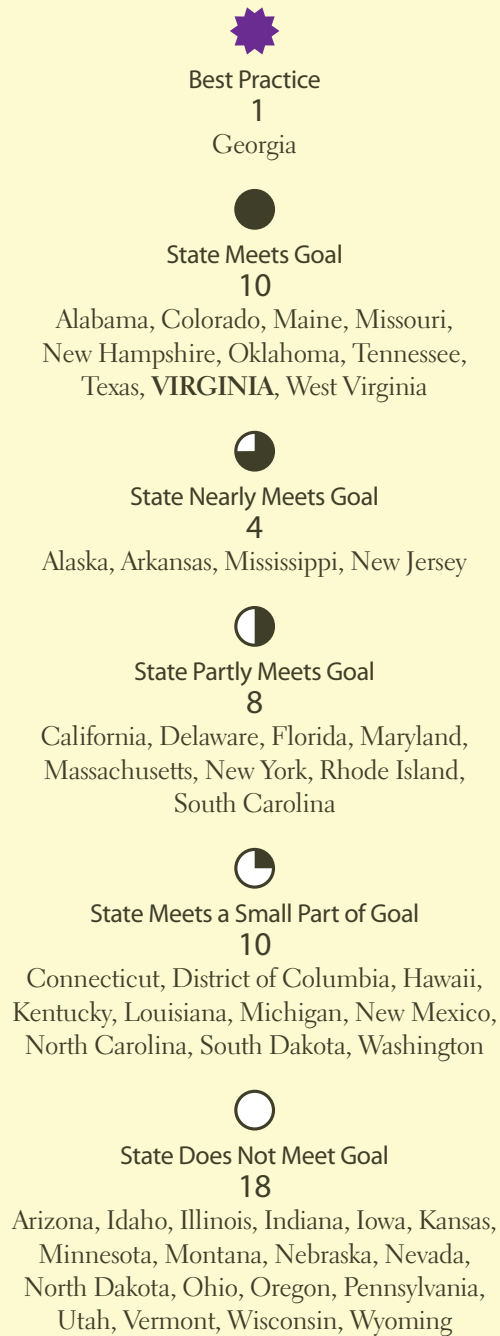 Best Practice
1
Georgia
State Meets Goal
10
Alabama, Colorado, Maine, Missouri,
New Hampshire, Oklahoma, Tennessee,
Texas, VIRGINIA, West Virginia
State Nearly Meets Goal
4
Alaska, Arkansas, Mississippi, New Jersey
State Partly Meets Goal
8
California, Delaware, Florida, Maryland,
Massachusetts, New York, Rhode Island,
South Carolina
State Meets a Small Part of Goal
10
Connecticut, District of Columbia, Hawaii,
Kentucky, Louisiana, Michigan, New Mexico,
North Carolina, South Dakota, Washington
State Does Not Meet Goal
18
Arizona, Idaho, Illinois, Indiana, Iowa, Kansas,
Minnesota, Montana, Nebraska, Nevada,
North Dakota, Ohio, Oregon, Pennsylvania,
Utah, Vermont, Wisconsin, Wyoming